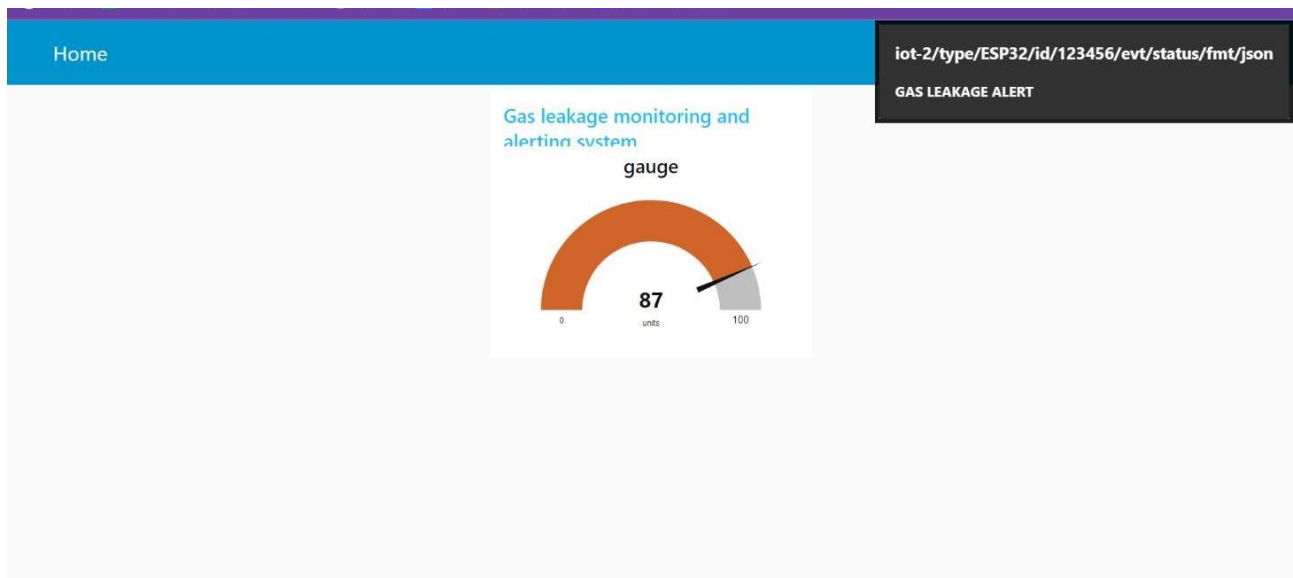 Home
iot-2/type/ESP32/id/123456/evt/status/fmt/json
GAS LEAKAGE ALERT
Gas leakage monitoring and
alerting system
gauge
87
0
units
100